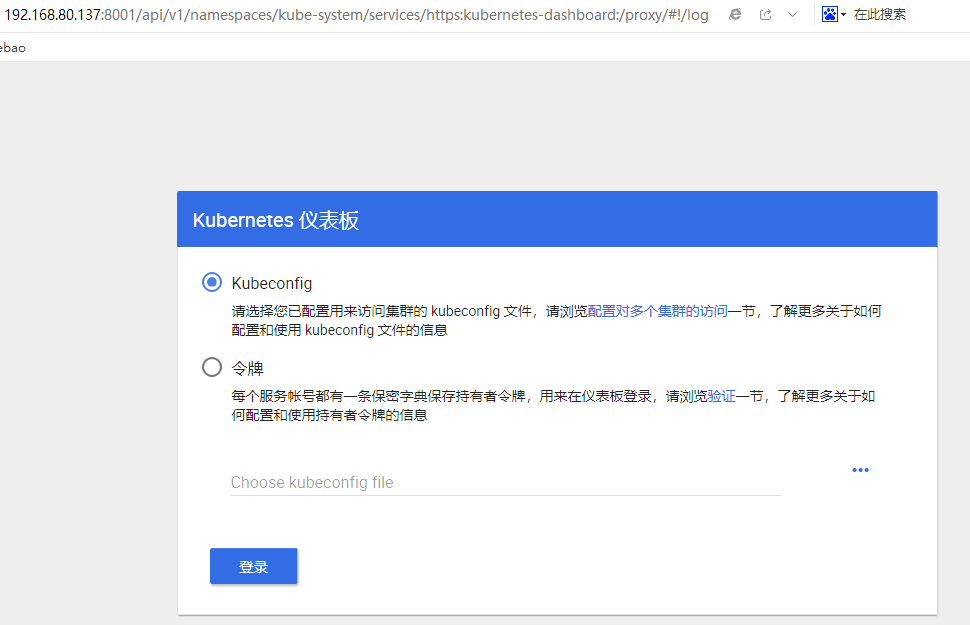 192.168.80.137:8001/api/v1/namespaces/kube-system/services/https:kubernetes-dashboard:/proxy/#!/log
在此搜索
ebao
Kubernetes 仪表板
Kubeconfig
请选择您已配置用来访问集群的 kubeconfig 文件，请浏览配置对多个集群的访问一节，了解更多关于如何
配置和使用 kubeconfig 文件的信息
令牌
每个服务帐号都有一条保密字典保存持有者令牌，用来在仪表板登录，请浏览验证一节，了解更多关于如
何配置和使用持有者令牌的信息
Choose kubeconfig file
登录